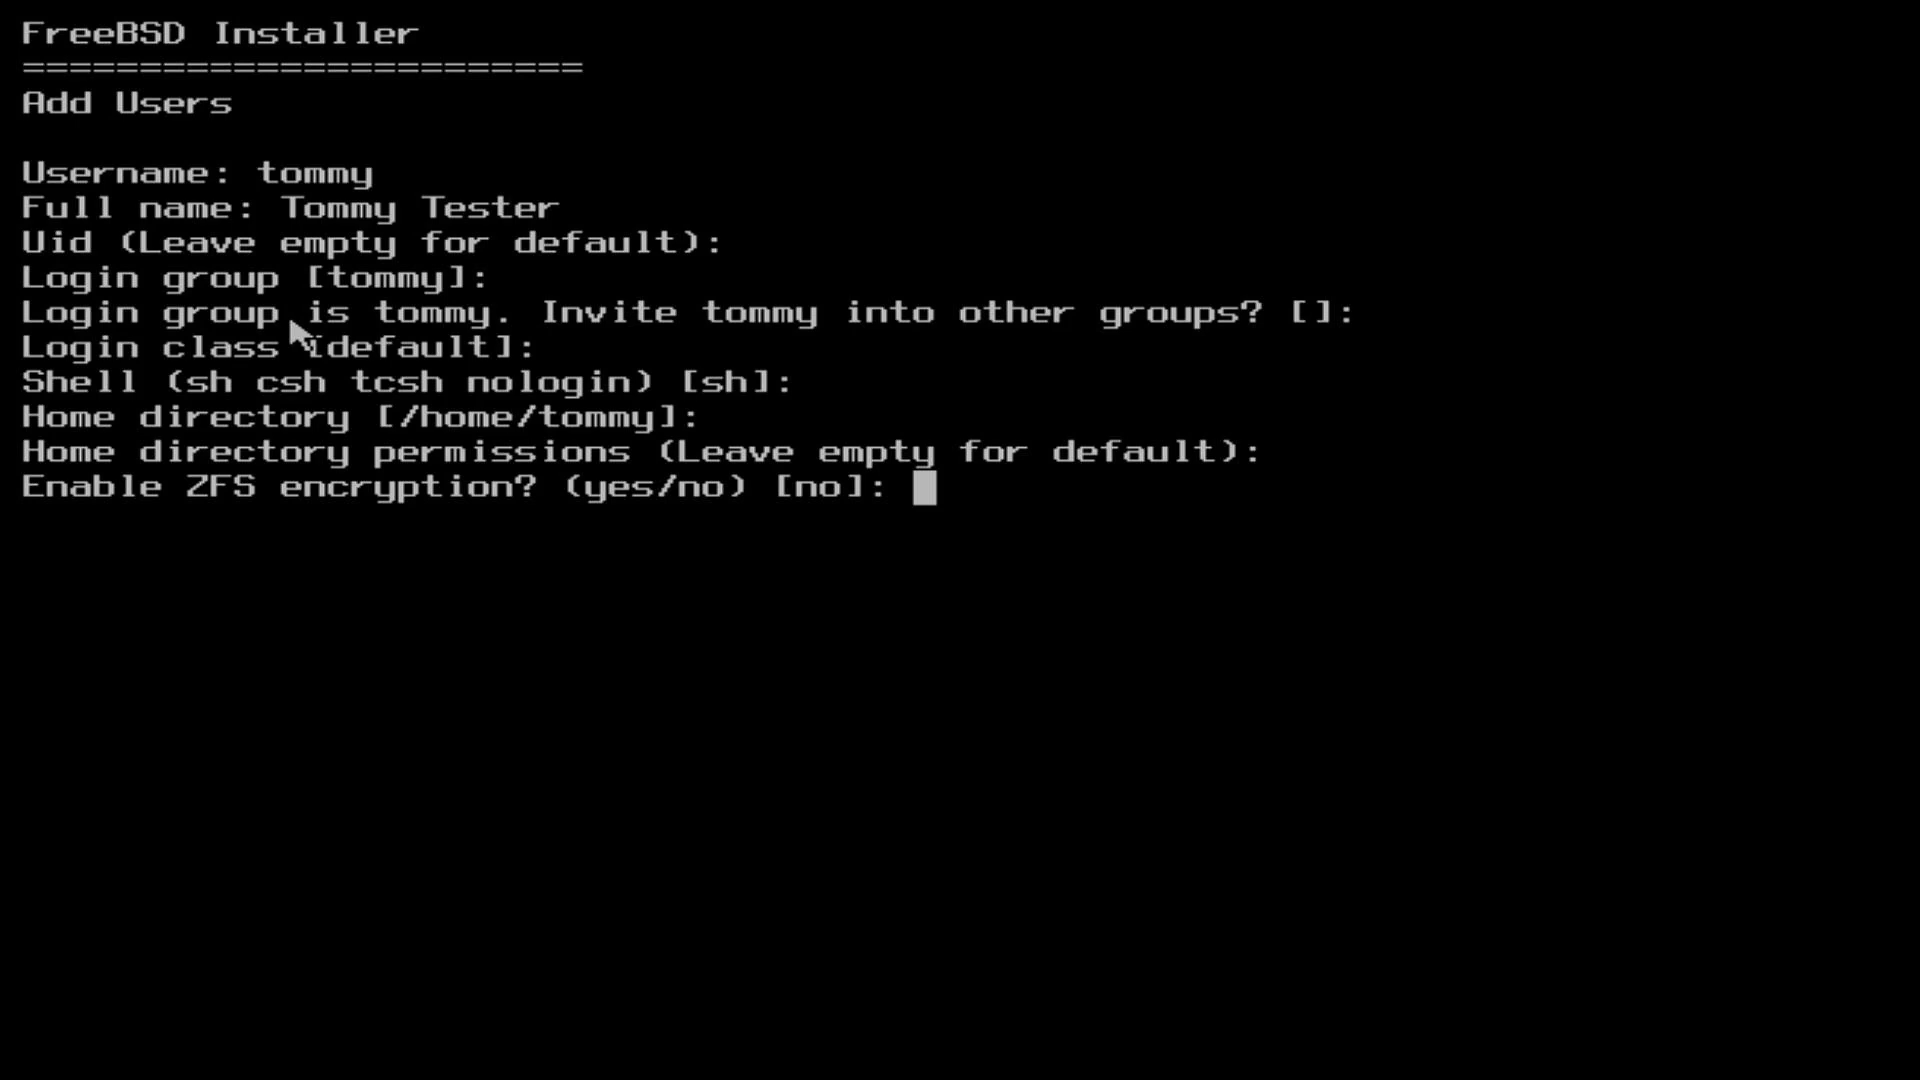 FreeBSD Installer
========================
Add Users
Username: tommy
Full name: Tommy Tester
Uid (Leave empty for default):
Login group [tommy]:
Login group is tommy. Invite tommy into other groups? []:
Login class [default]:
Shell (sh csh tcsh nologin) [sh]:
Home directory [/home/tommy]:
Home directory permissions (Leave empty for default):
Enable ZFS encryption? (yes/no) [no]: